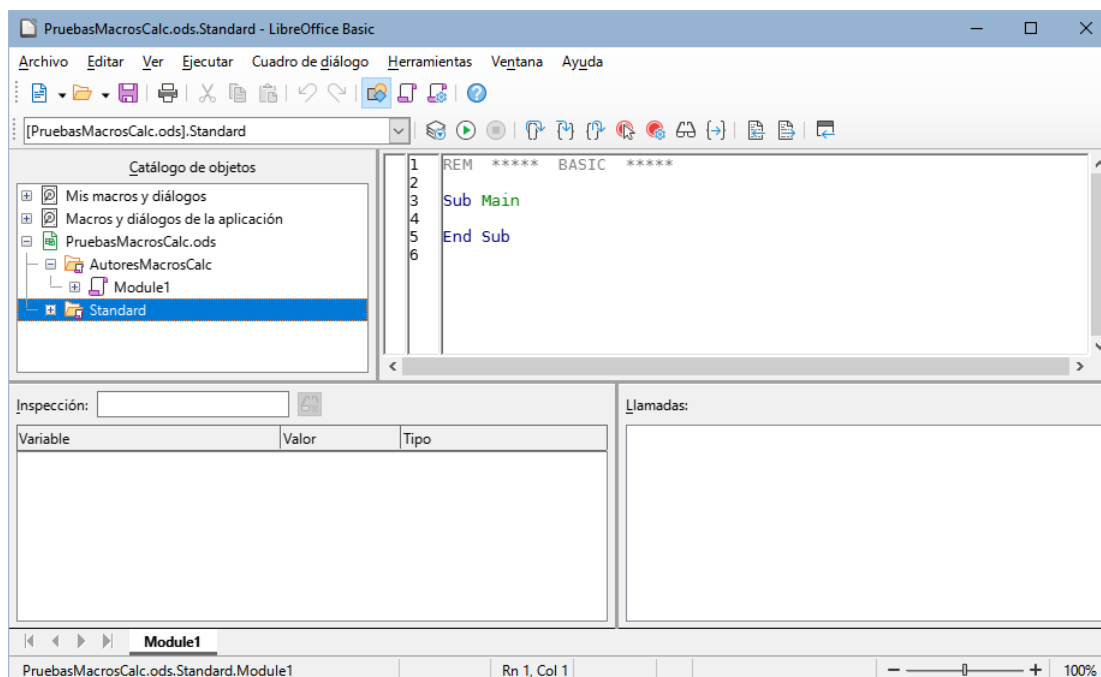 PruebasMacrosCalc.ods.Standard - LibreOffice Basic
Archivo Editar Ver Ejecutar Cuadro de diálogo Herramientas Ventana Ayuda
[PruebasMacrosCalc.ods].Standard
Catálogo de objetos
Mis macros y diálogos
Macros y diálogos de la aplicación
PruebasMacrosCalc.ods
AutoresMacrosCalc
Module1
Standard
1 REM ***** BASIC *****
2
3 Sub Main
4
5 End Sub
6
Inspección:
Llamadas:
Variable Valor Tipo
Module1
PruebasMacrosCalc.ods.Standard.Module1 Rn 1, Col 1 100%